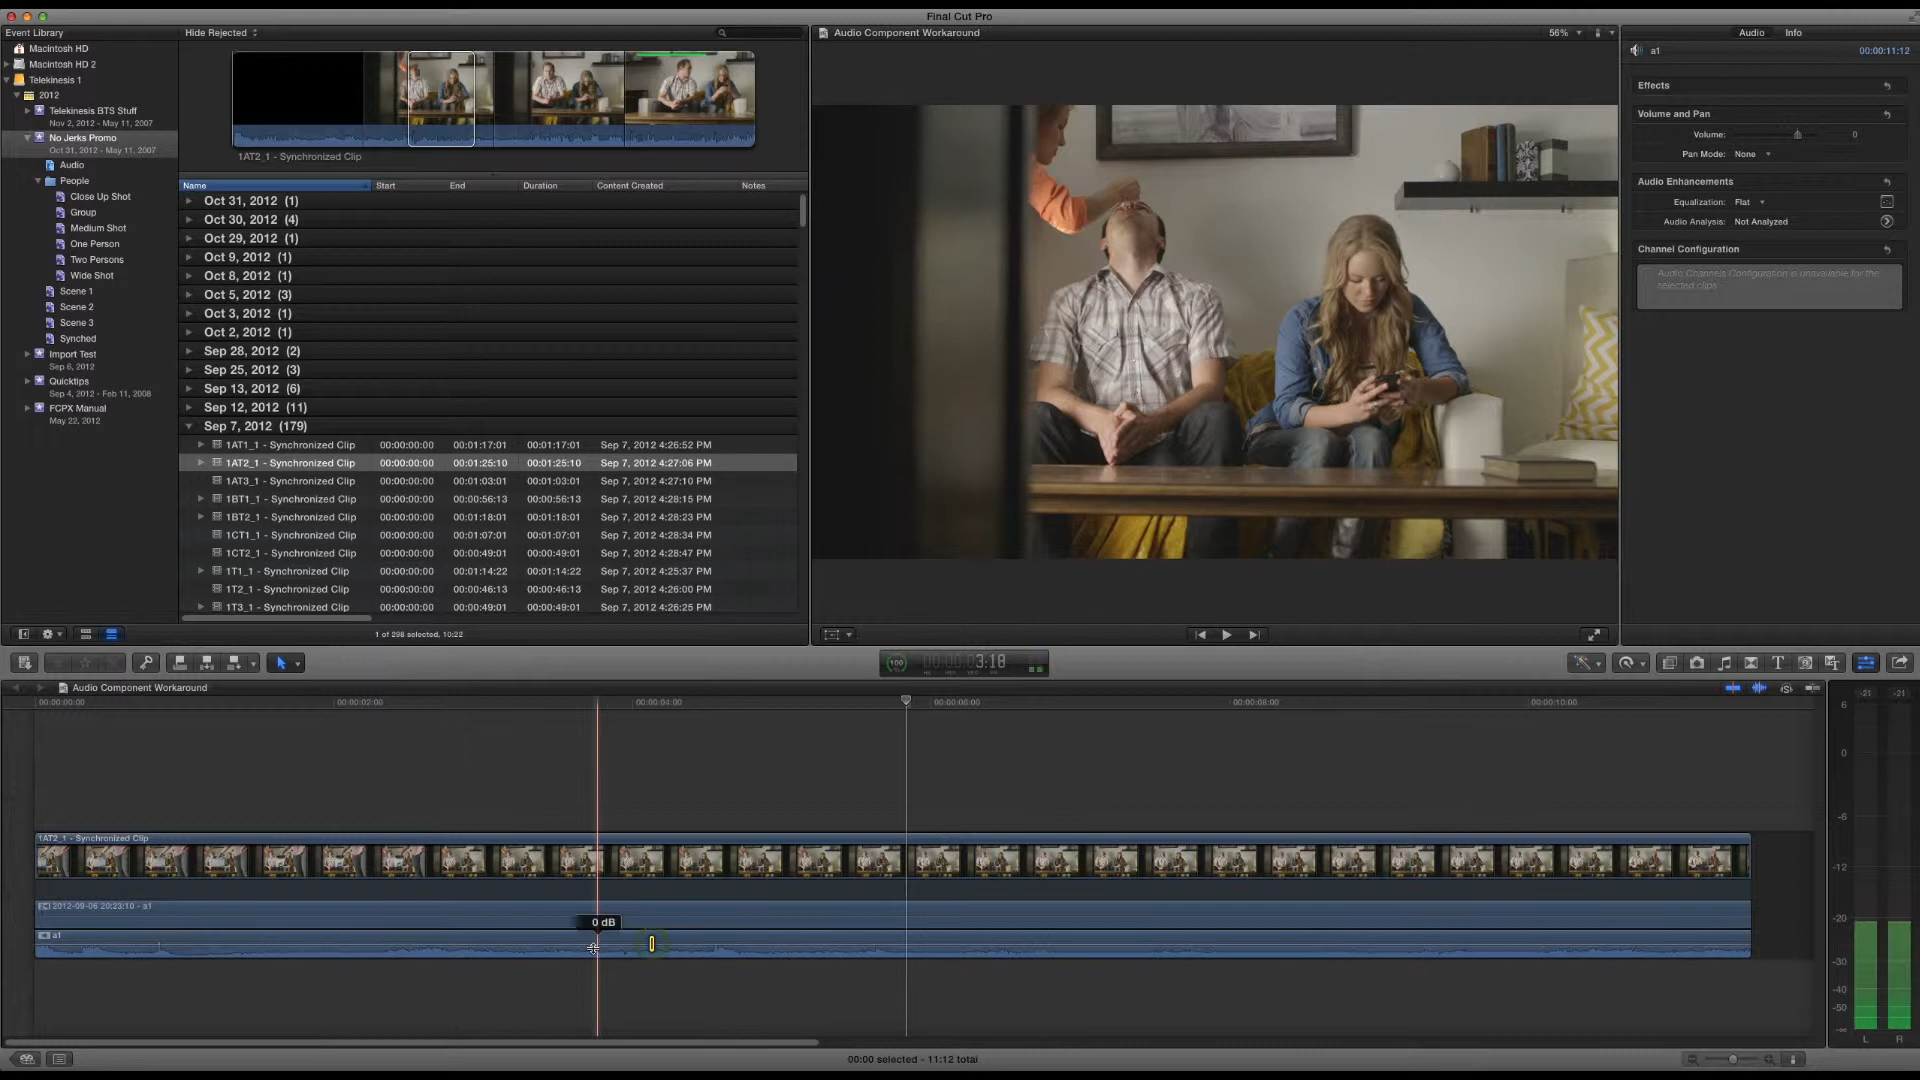 Final Cut Pro
Event Library
Hide Rejected
Audio Component Workaround
56%
Audio
Info
Macintosh HD
Macintosh HD 2
Telekinesis 1
2012
Telekinesis BTS Stuff
Nov 2, 2012 - May 11, 2007
No Jerks Promo
Oct 31, 2012 - May 11, 2007
Audio
People
Close Up Shot
Group
Medium Shot
One Person
Two Persons
Wide Shot
Scene 1
Scene 2
Scene 3
Synched
Import Test
Sep 6, 2012
Quicktips
Sep 4, 2012 - Feb 11, 2008
FCPX Manual
May 22, 2012
1AT2_1 - Synchronized Clip
Name Start End Duration Content Created Notes
Oct 31, 2012 (1)
Oct 30, 2012 (4)
Oct 29, 2012 (1)
Oct 9, 2012 (1)
Oct 8, 2012 (1)
Oct 5, 2012 (3)
Oct 3, 2012 (1)
Oct 2, 2012 (1)
Sep 28, 2012 (2)
Sep 25, 2012 (3)
Sep 13, 2012 (6)
Sep 12, 2012 (11)
Sep 7, 2012 (179)
1AT1_1 - Synchronized Clip 00:00:00:00 00:01:17:01 00:01:17:01 Sep 7, 2012 4:26:52 PM
1AT2_1 - Synchronized Clip 00:00:00:00 00:01:25:10 00:01:25:10 Sep 7, 2012 4:27:06 PM
1AT3_1 - Synchronized Clip 00:00:00:00 00:01:03:01 00:01:03:01 Sep 7, 2012 4:27:10 PM
1BT1_1 - Synchronized Clip 00:00:00:00 00:00:56:13 00:00:56:13 Sep 7, 2012 4:28:15 PM
1BT2_1 - Synchronized Clip 00:00:00:00 00:01:18:01 00:01:18:01 Sep 7, 2012 4:28:23 PM
1CT1_1 - Synchronized Clip 00:00:00:00 00:01:07:01 00:01:07:01 Sep 7, 2012 4:28:34 PM
1CT2_1 - Synchronized Clip 00:00:00:00 00:00:49:01 00:00:49:01 Sep 7, 2012 4:28:47 PM
1T1_1 - Synchronized Clip 00:00:00:00 00:01:14:22 00:01:14:22 Sep 7, 2012 4:25:37 PM
1T2_1 - Synchronized Clip 00:00:00:00 00:00:46:13 00:00:46:13 Sep 7, 2012 4:26:00 PM
1T3_1 - Synchronized Clip 00:00:00:00 00:00:49:01 00:00:49:01 Sep 7, 2012 4:26:25 PM
1 of 298 selected, 10:22
a1
00:00:11:12
Effects
Volume and Pan
Volume: 0
Pan Mode: None
Audio Enhancements
Equalization: Flat
Audio Analysis: Not Analyzed
Channel Configuration
Audio Channels Configuration is unavailable for the
selected clips
100
3:18
Audio Component Workaround
00:00:00:00
00:00:02:00
00:00:04:00
00:00:06:00
00:00:08:00
00:00:10:00
1AT2_1 - Synchronized Clip
2012-09-06 20:23:10 - a1
0 dB
a1
-21 -21
6
0
-6
-12
-20
-30
-40
-50
-∞
L R
00:00 selected - 11:12 total